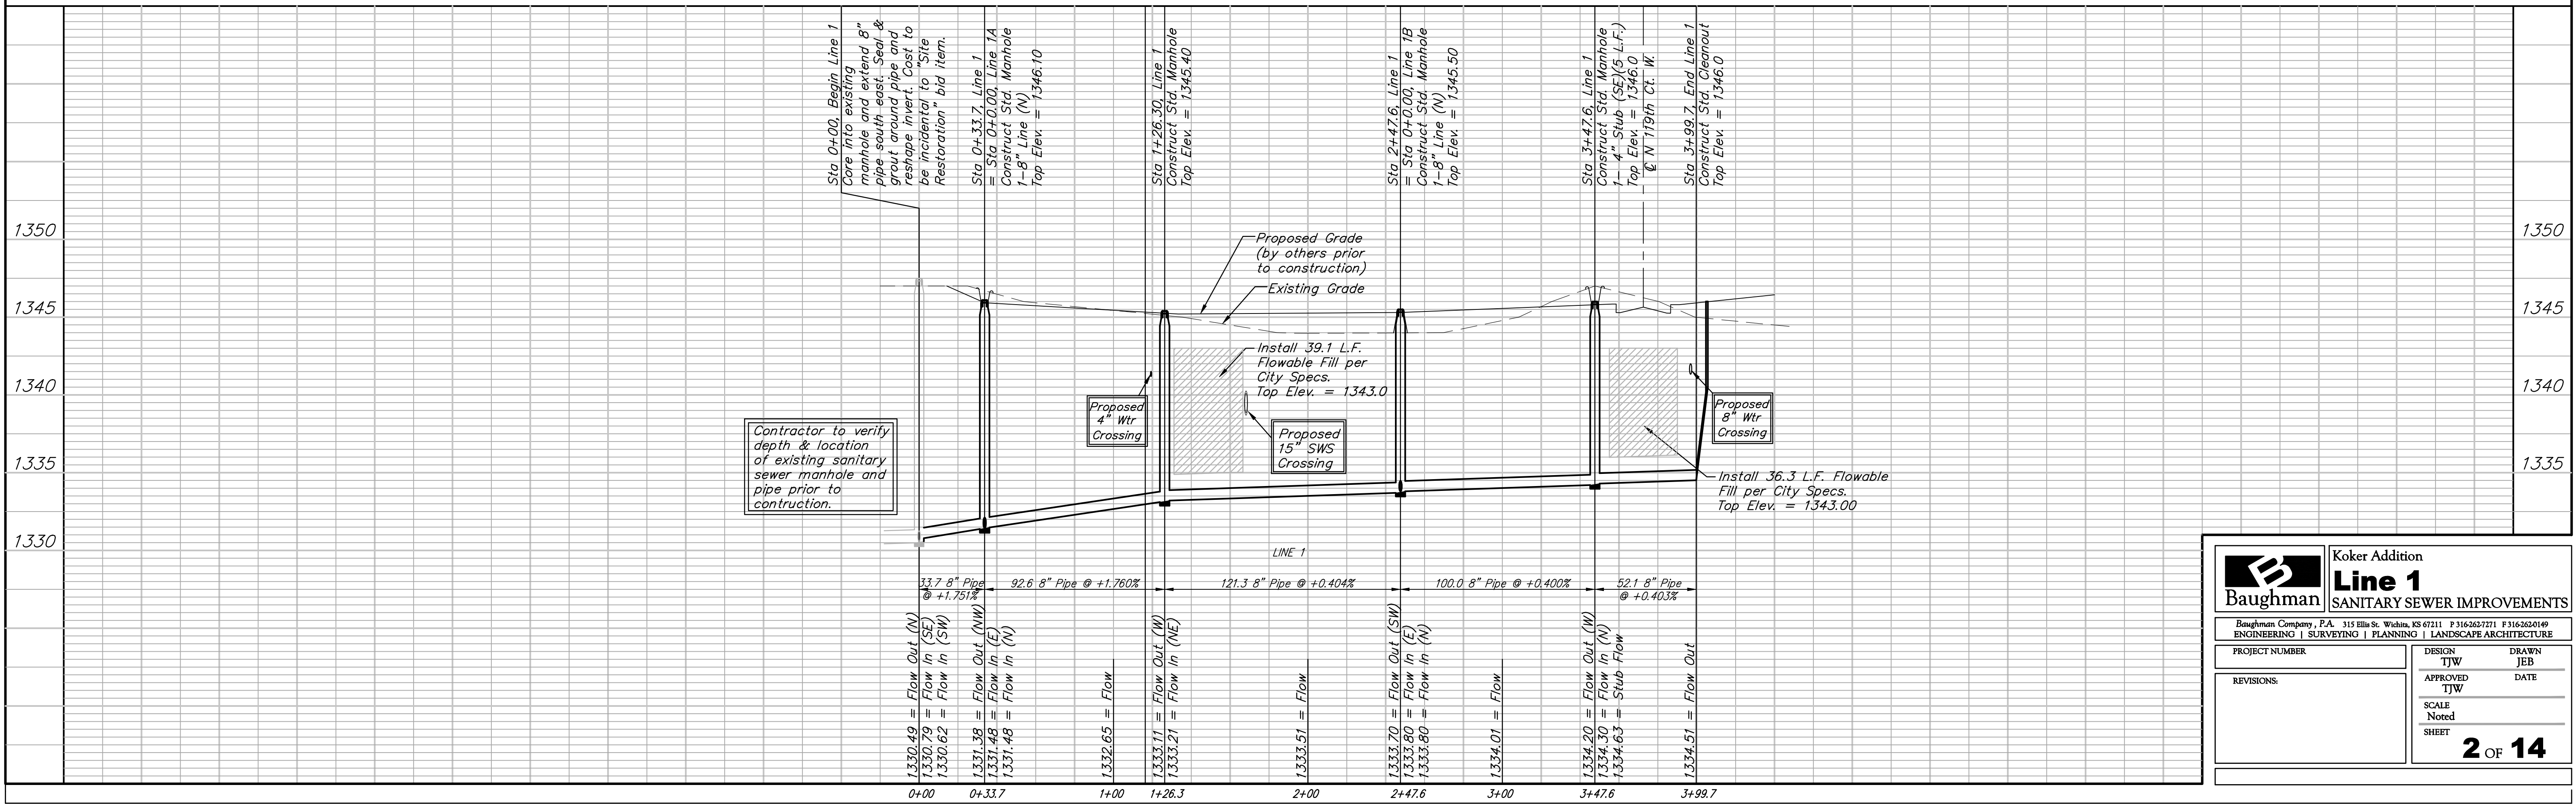 Sta 0+00, Begin Line 1
Core into existing
manhole and extend 8"
pipe south east. Seal &
grout around pipe and
reshape invert. Cost to
be incidental to "Site
Restoration" bid item.
Sta 0+33.7, Line 1
= Sta 0+0.00, Line 1A
Construct Std. Manhole
1-8" Line (N)
Top Elev. = 1346.10
Sta 1+26.30, Line 1
Construct Std. Manhole
Top Elev. = 1345.40
Sta 2+47.6, Line 1
= Sta 0+0.00, Line 1B
Construct Std. Manhole
1-8" Line (N)
Top Elev. = 1345.50
Sta 3+47.6, Line 1
Construct Std. Manhole
1- 4" Stub (SE)(5 L.F.)
Top Elev. = 1346.0
℄ N 119th Ct. W.
Sta 3+99.7, End Line 1
Construct Std. Cleanout
Top Elev. = 1346.0
1350
1350
Proposed Grade
(by others prior
to construction)
Existing Grade
1345
1345
Install 39.1 L.F.
Flowable Fill per
City Specs.
Top Elev. = 1343.0
1340
1340
Proposed
4" Wtr
Crossing
Proposed
15" SWS
Crossing
Proposed
8" Wtr
Crossing
Contractor to verify
depth & location
of existing sanitary
sewer manhole and
pipe prior to
contruction.
1335
1335
Install 36.3 L.F. Flowable
Fill per City Specs.
Top Elev. = 1343.00
1330
LINE 1
33.7 8" Pipe
@ +1.751%
92.6 8" Pipe @ +1.760%
121.3 8" Pipe @ +0.404%
100.0 8" Pipe @ +0.400%
52.1 8" Pipe
@ +0.403%
1330.49 = Flow Out (N)
1330.79 = Flow In (SE)
1330.62 = Flow In (SW)
1331.38 = Flow Out (NW)
1331.48 = Flow In (E)
1331.48 = Flow In (N)
1332.65 = Flow
1333.11 = Flow Out (W)
1333.21 = Flow In (NE)
1333.51 = Flow
1333.70 = Flow Out (SW)
1333.80 = Flow In (E)
1333.80 = Flow In (N)
1334.01 = Flow
1334.20 = Flow Out (W)
1334.30 = Flow In (N)
1334.63 = Stub Flow
1334.51 = Flow Out
0+00
0+33.7
1+00
1+26.3
2+00
2+47.6
3+00
3+47.6
3+99.7
Baughman
Koker Addition
Line 1
SANITARY SEWER IMPROVEMENTS
Baughman Company, P.A. 315 Ellis St. Wichita, KS 67211 P 316-262-7271 F 316-262-0149
ENGINEERING | SURVEYING | PLANNING | LANDSCAPE ARCHITECTURE
PROJECT NUMBER
REVISIONS:
DESIGN
TJW
DRAWN
JEB
APPROVED
TJW
DATE
SCALE
Noted
SHEET
2 OF 14